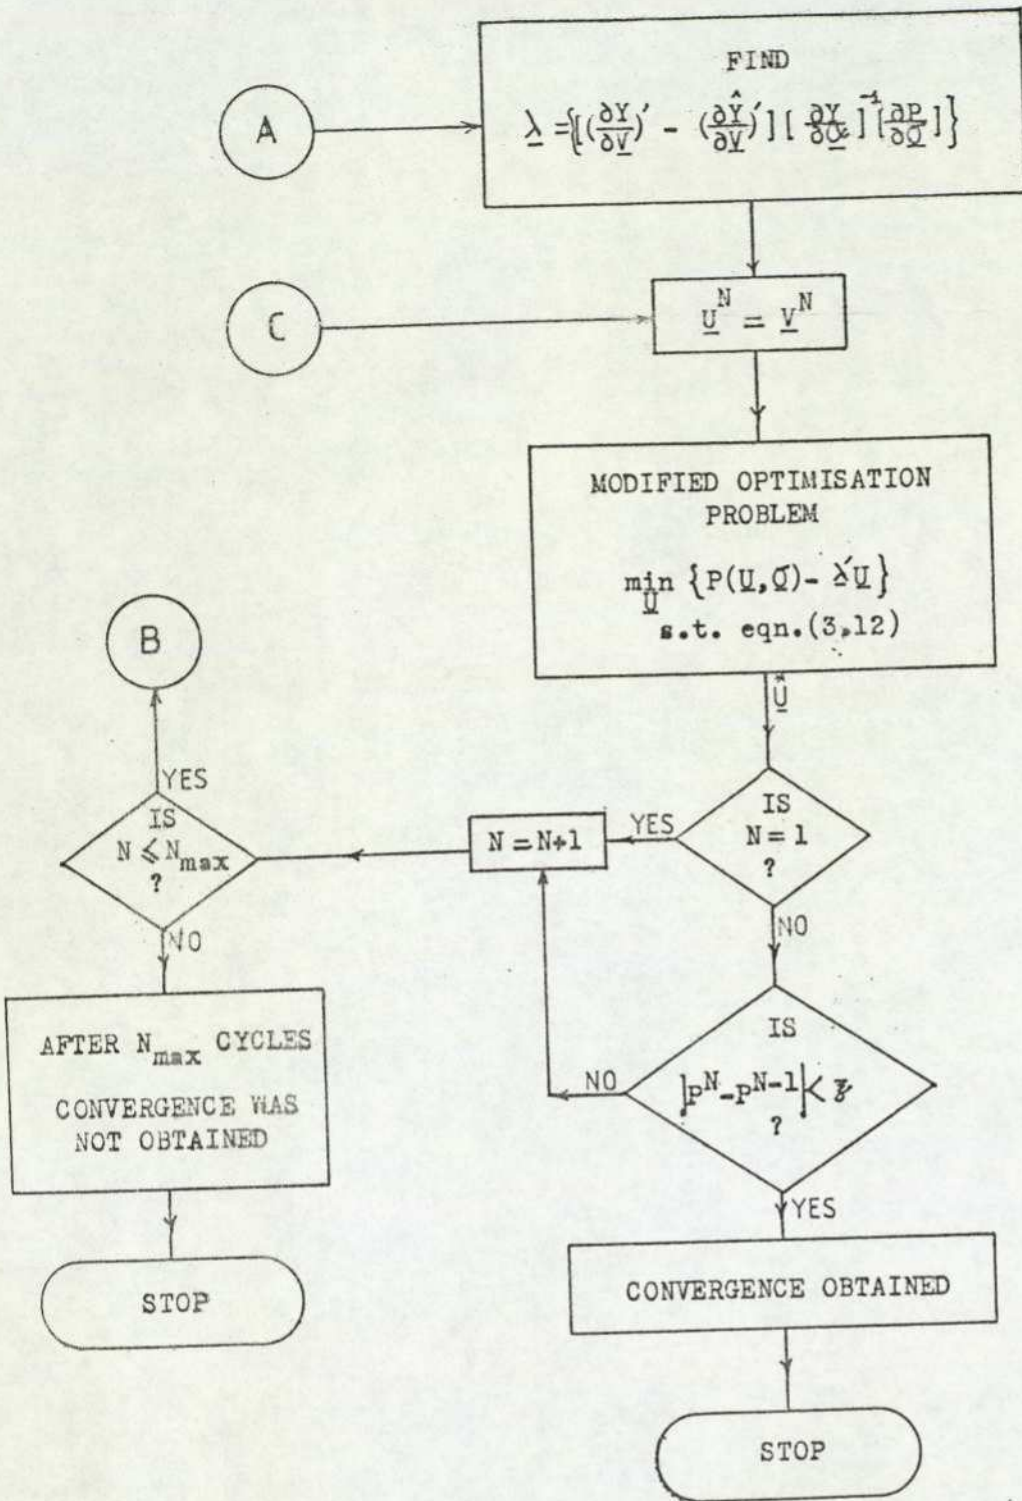 FIND
A
λ = {[(∂Y/∂V)′ - (∂Ŷ/∂V)′][∂Y/∂α]⁻¹[∂P/∂α]}
C
U^N = V^N
MODIFIED OPTIMISATION
PROBLEM
min {P(U,α) - λ′U}
U
s.t. eqn.(3.12)
B
Û
YES
IS
N ≤ N_max
?
NO
N = N+1
YES
IS
N = 1
?
NO
AFTER N_max CYCLES
CONVERGENCE WAS
NOT OBTAINED
NO
IS
|P^N - P^N-1| <
?
YES
STOP
CONVERGENCE OBTAINED
STOP